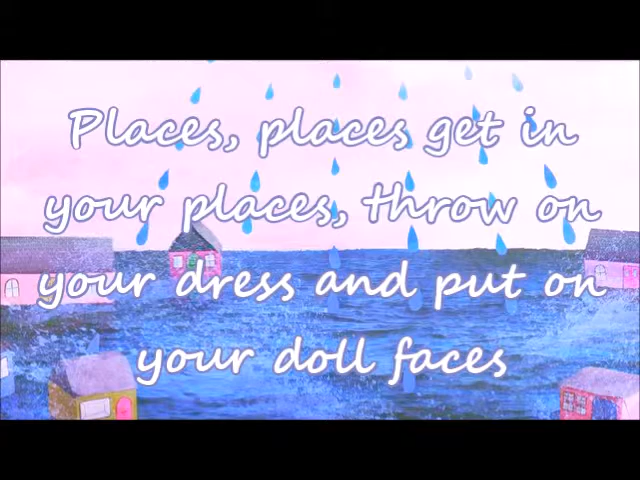 Places, places get in
your places, throw on
your dress and put on
your doll faces